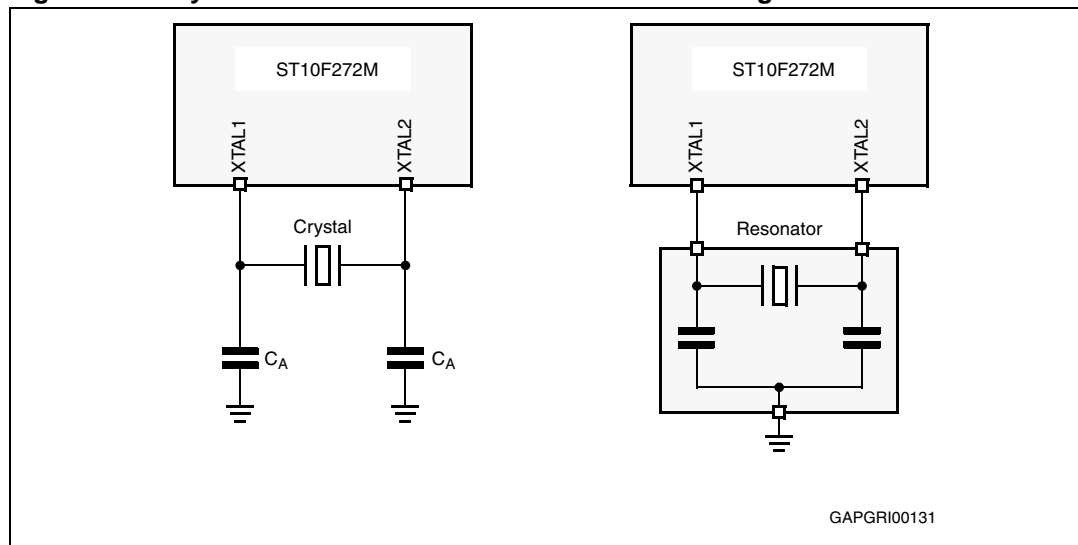 ST10F272M
XTAL1
XTAL2
Crystal
CA
CA
ST10F272M
XTAL1
XTAL2
Resonator
GAPGRI00131